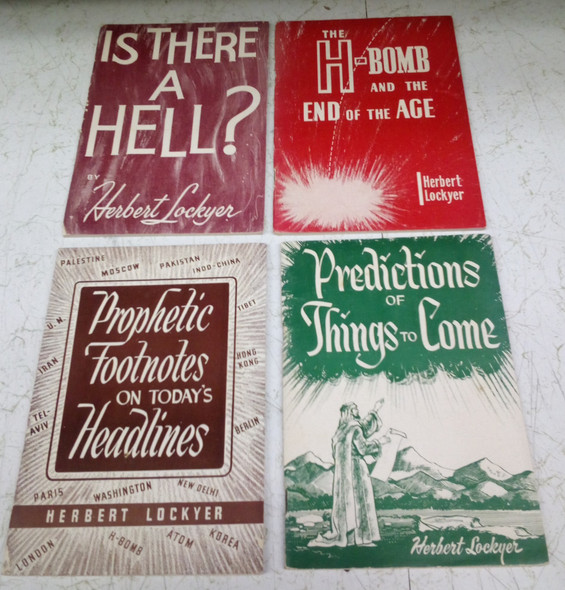 IS THERE
A
HELL?
BY
Herbert Lockyer
THE
H-BOMB
AND THE
END OF THE AGE
Herbert
Lockyer
PALESTINE
MOSCOW
PAKISTAN
INDO-CHINA
U.N.
TIBET
IRAN
HONG
KONG
TEL-
AVIV
BERLIN
Prophetic
Footnotes
ON TODAY'S
Headlines
PARIS
WASHINGTON
NEW DELHI
HERBERT LOCKYER
LONDON
H-BOMB
ATOM
KOREA
Predictions
OF
Things TO Come
Herbert Lockyer